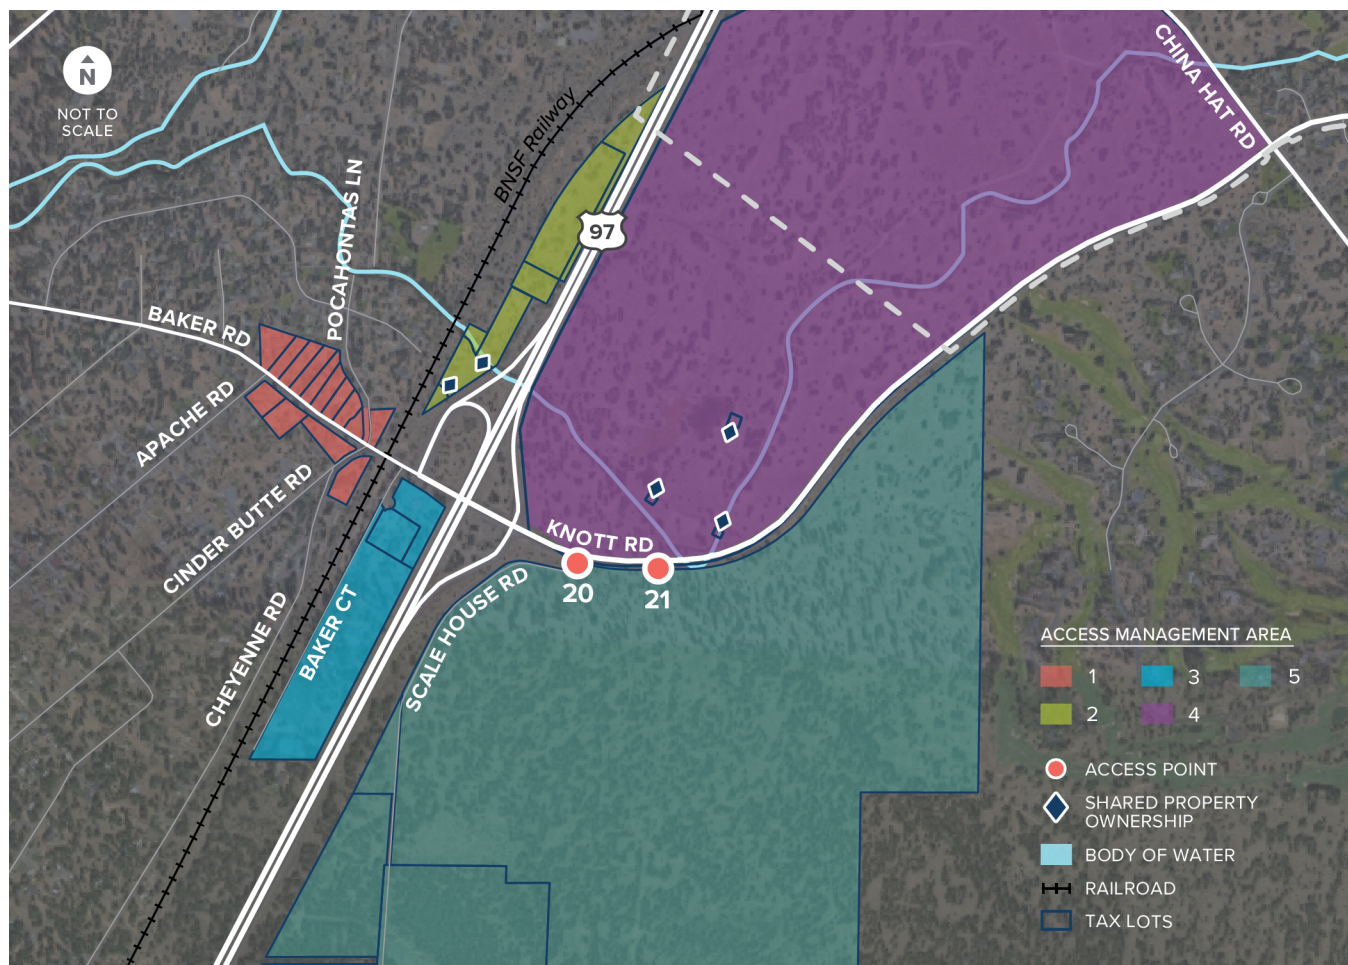 N
NOT TO
SCALE
CHINA HAT RD
BNSF Railway
POCAHONTAS LN
97
BAKER RD
APACHE RD
CINDER BUTTE RD
KNOTT RD
20
21
SCALE HOUSE RD
BAKER CT
CHEYENNE RD
ACCESS MANAGEMENT AREA
1
3
5
2
4
ACCESS POINT
SHARED PROPERTY
OWNERSHIP
BODY OF WATER
RAILROAD
TAX LOTS